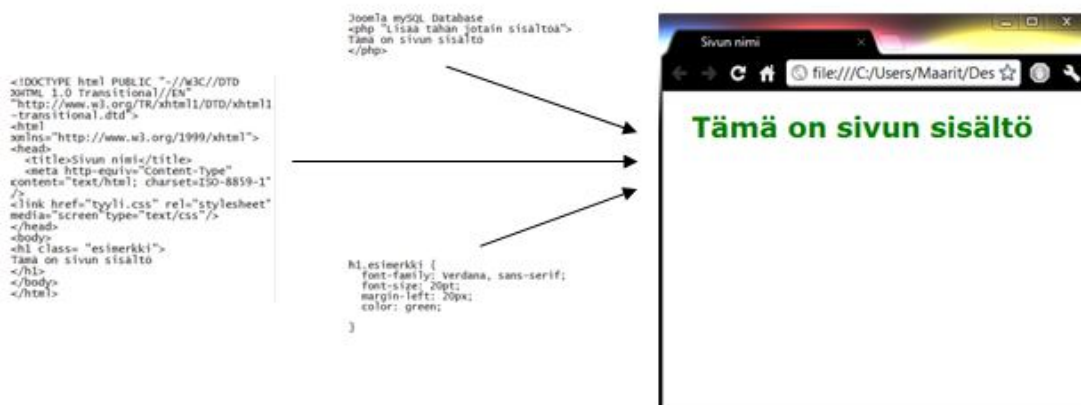 Joomla mySQL Database
<php "Lisaa tahan jotain sisaltoa">
Tama on sivun sisalto
</php>
<!DOCTYPE html PUBLIC "-//W3C//DTD
XHTML 1.0 Transitional//EN"
"http://www.w3.org/TR/xhtml1/DTD/xhtml1
-transitional.dtd">
<html
xmlns="http://www.w3.org/1999/xhtml">
<head>
<title>Sivun nimi</title>
<meta http-equiv="Content-Type"
content="text/html; charset=ISO-8859-1"
/>
<link href="tyyli.css" rel="stylesheet"
media="screen"type="text/css"/>
</head>
<body>
<h1 class= "esimerkki">
Tama on sivun sisalto
</h1>
</body>
</html>
h1.esimerkki {
font-family: Verdana, sans-serif;
font-size: 20pt;
margin-left: 20px;
color: green;
}
Sivun nimi
file:///C:/Users/Maarit/Des
Tämä on sivun sisältö